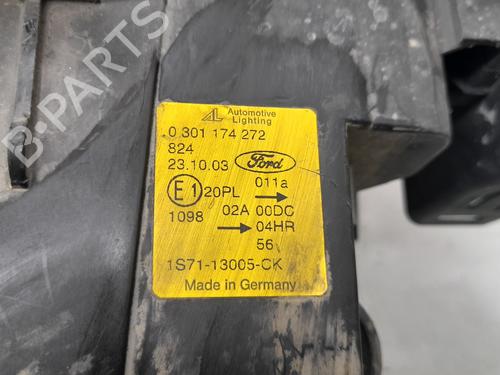 B-PARTS
AL Automotive Lighting
0 301 174 272
824
23.10.03 Ford
E1 20PL 011a
1098 02A 00DC
04HR
56
1S71-13005-CK
Made in Germany